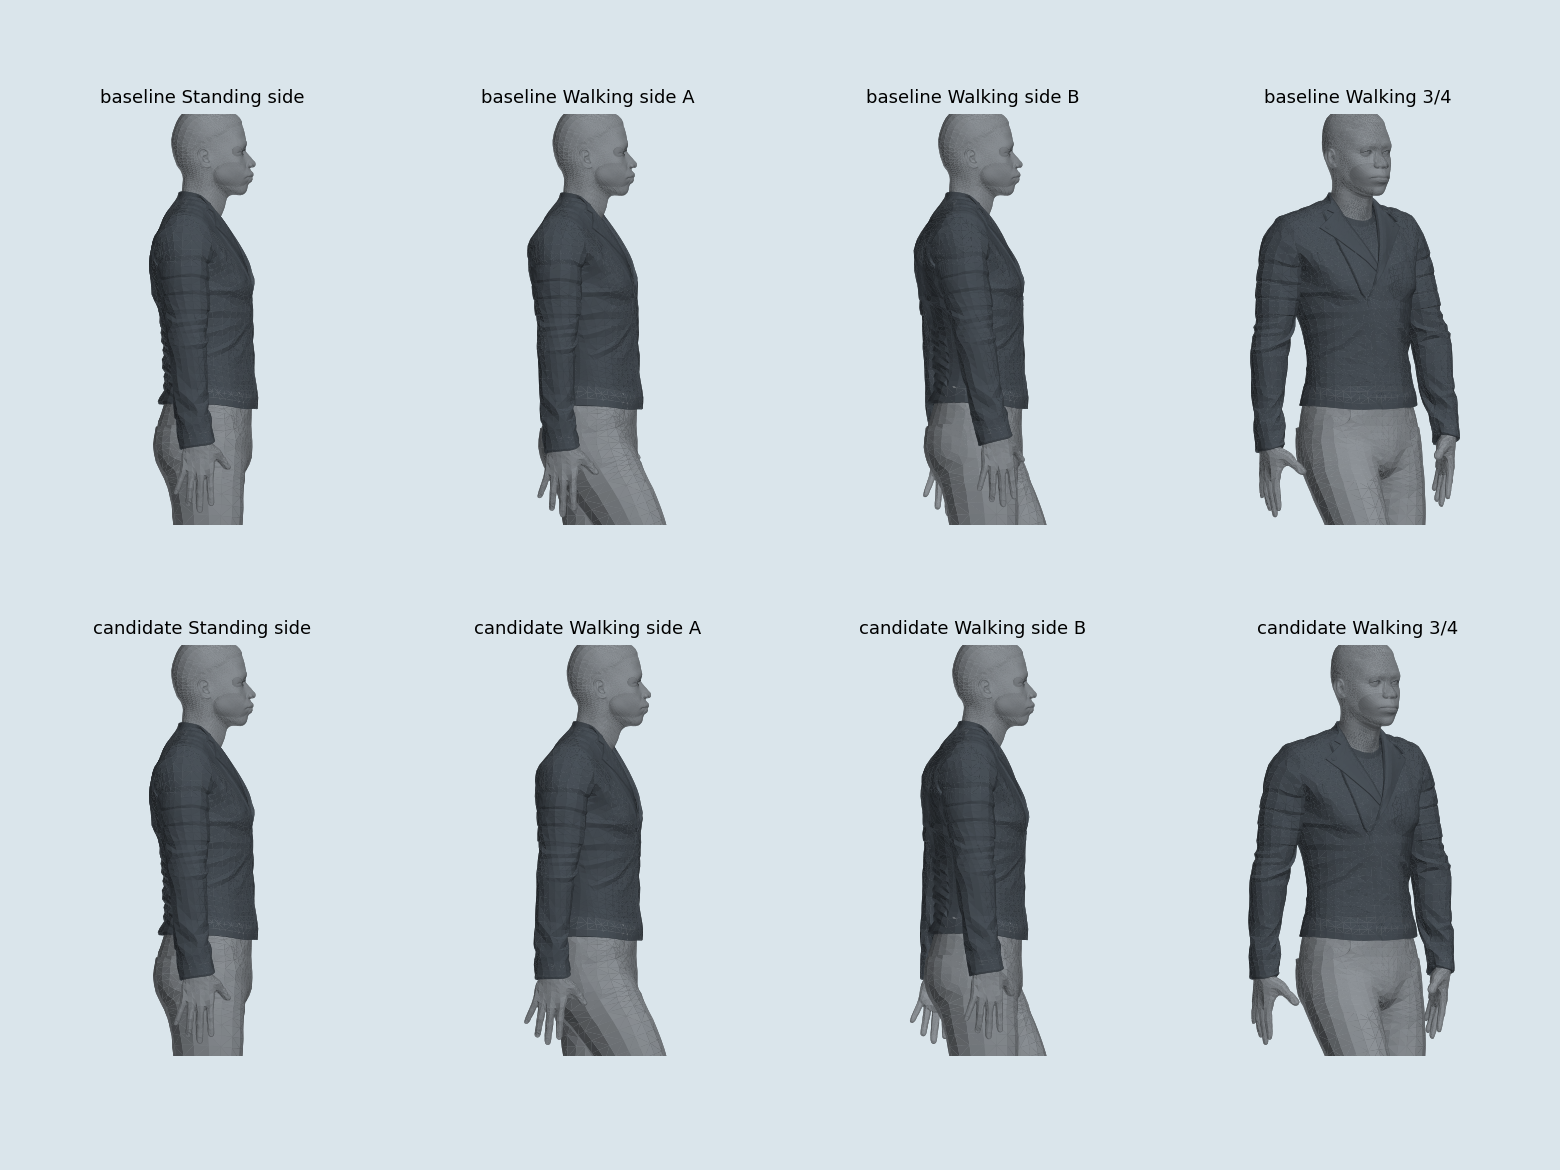 baseline Standing side
baseline Walking side A
baseline Walking side B
baseline Walking 3/4
candidate Standing side
candidate Walking side A
candidate Walking side B
candidate Walking 3/4